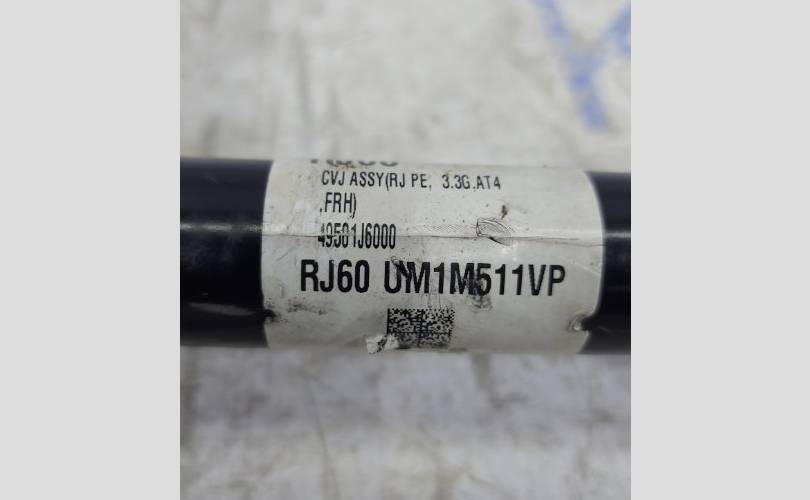 CVJ ASSY(RJ PE, 3.3G,AT4
,FRH)
49501J6000
RJ60 UM1M511VP